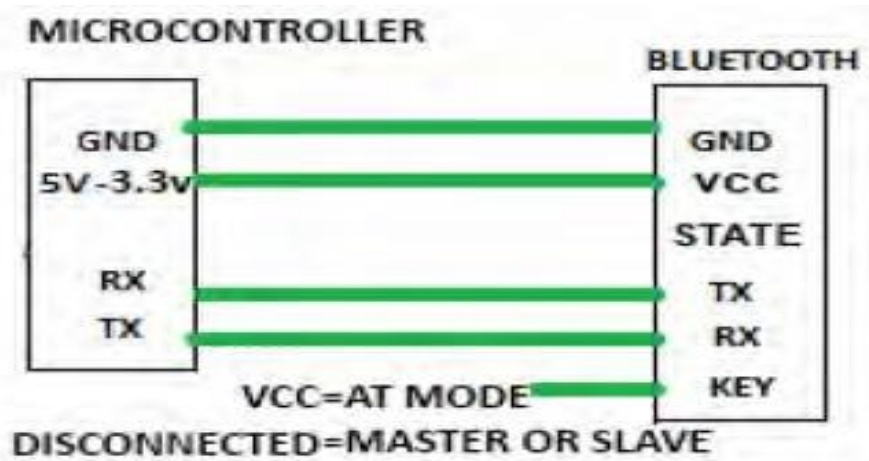 MICROCONTROLLER
BLUETOOTH
GND
GND
5V-3.3v
VCC
STATE
RX
TX
TX
RX
VCC=AT MODE
KEY
DISCONNECTED=MASTER OR SLAVE